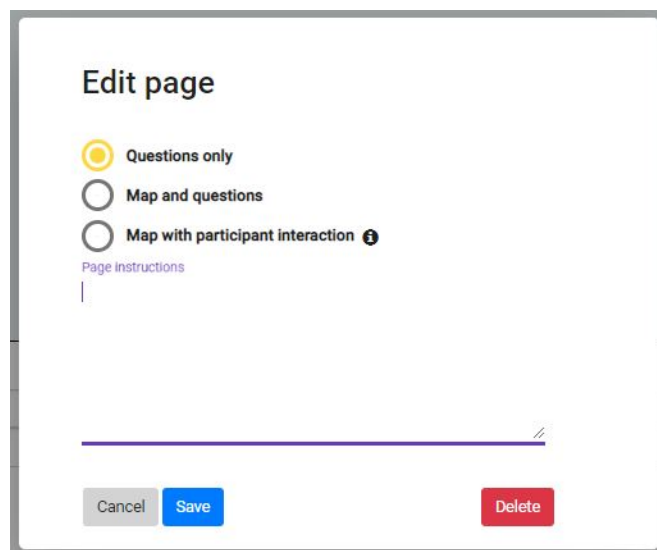 Edit page
Questions only
Map and questions
Map with participant interaction
Page instructions
Cancel Save Delete